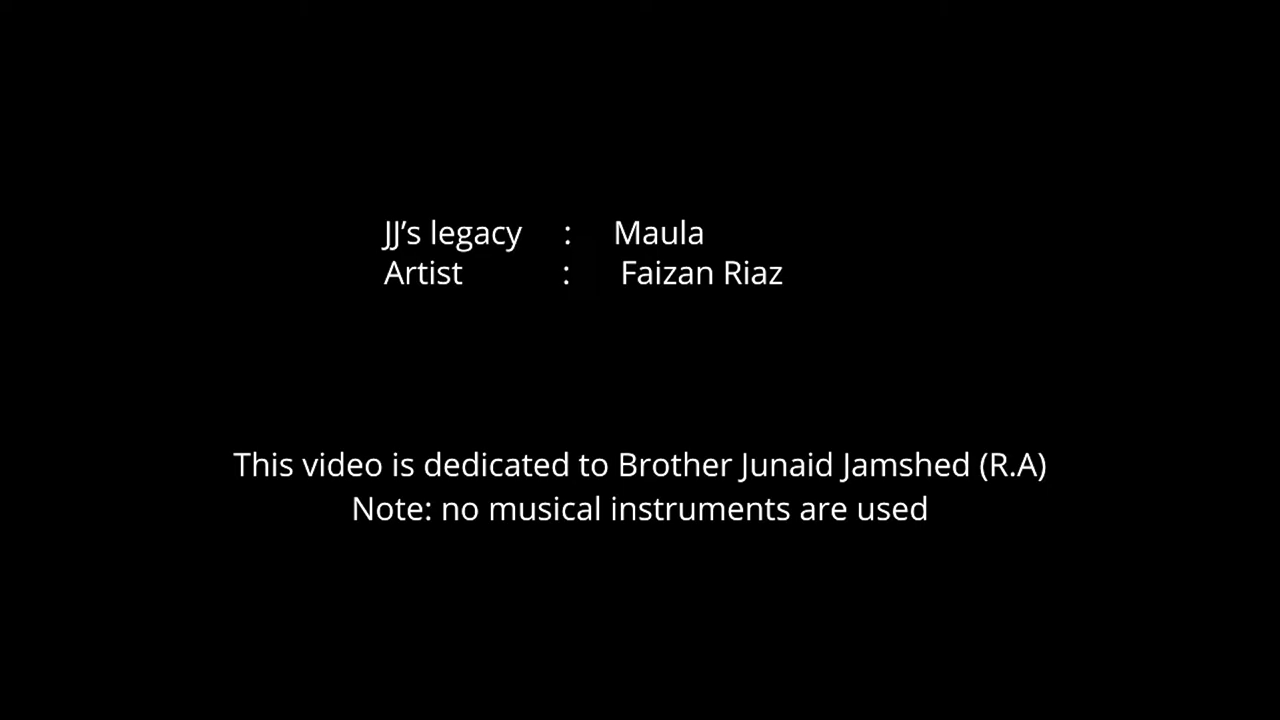 JJ’s legacy : Maula
Artist : Faizan Riaz
This video is dedicated to Brother Junaid Jamshed (R.A)
Note: no musical instruments are used